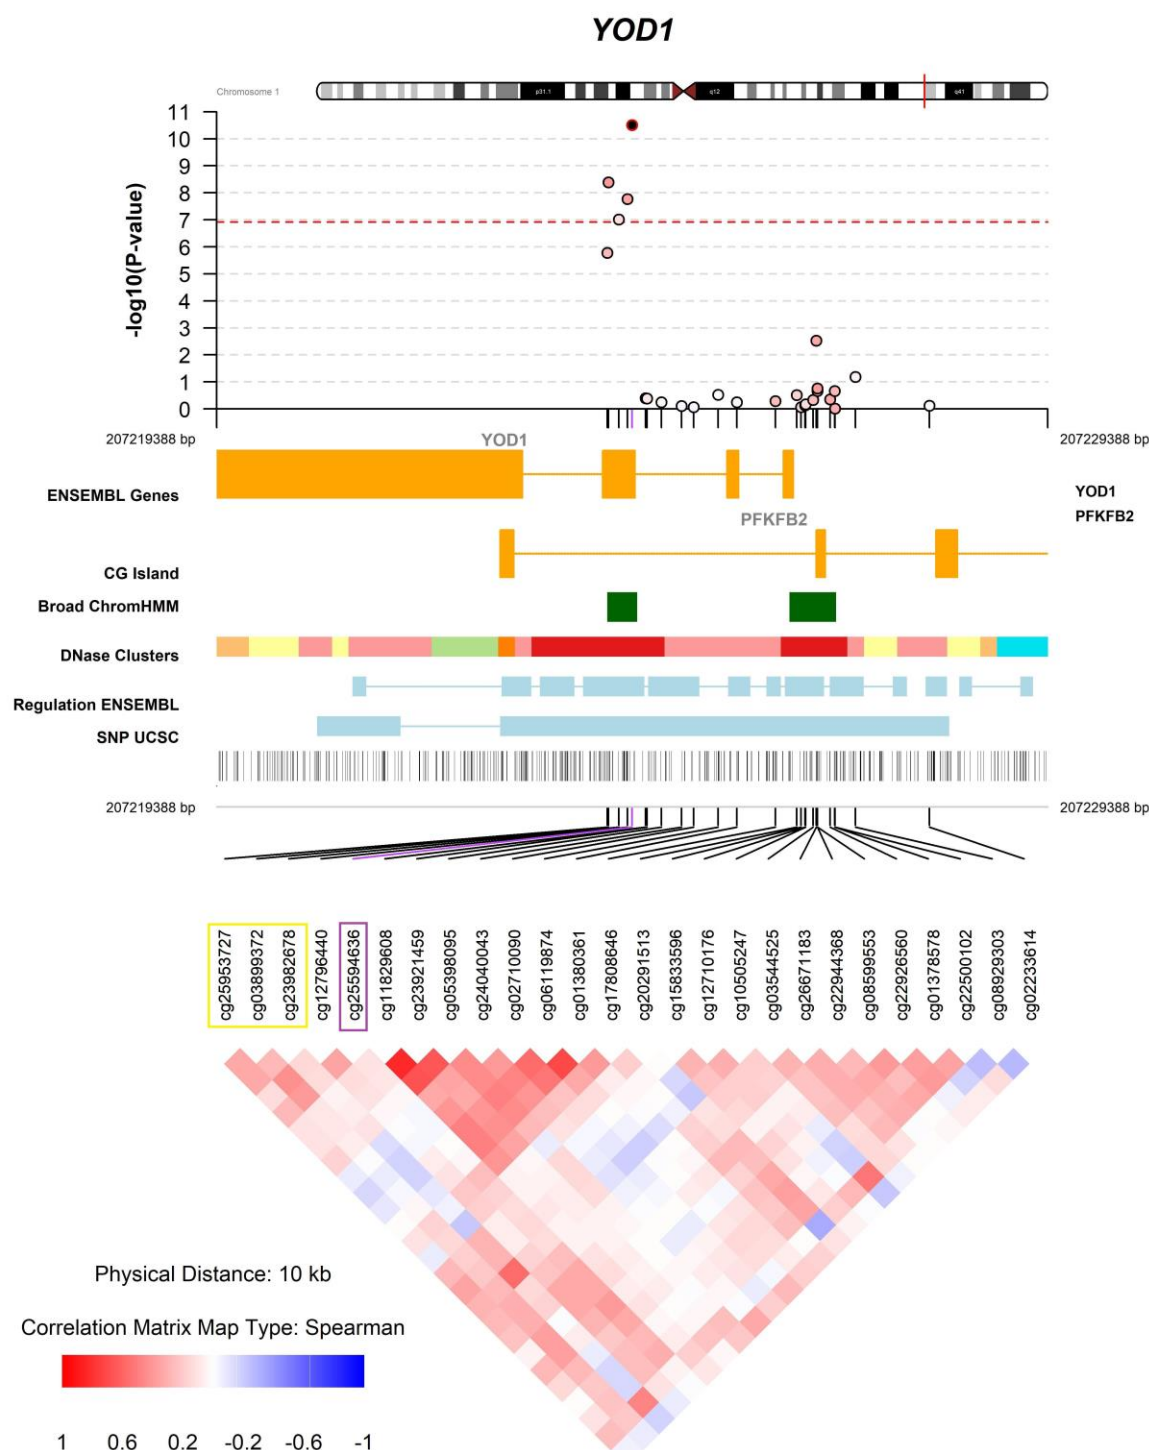 YOD1
Chromosome 1
p31.1
q12
q41
-log10(P-value)
11
10
9
8
7
6
5
4
3
2
1
0
207219388 bp
207229388 bp
YOD1
ENSEMBL Genes
YOD1
PFKFB2
PFKFB2
CG Island
Broad ChromHMM
DNase Clusters
Regulation ENSEMBL
SNP UCSC
207219388 bp
207229388 bp
cg25953727
cg03899372
cg23982678
cg12796440
cg25594636
cg11829608
cg23921459
cg05398095
cg24040043
cg02710090
cg06119874
cg01380361
cg17808646
cg20291513
cg15833596
cg12710176
cg10505247
cg03544525
cg26671183
cg22944368
cg08599553
cg22926560
cg01378578
cg22500102
cg08929303
cg02233614
Physical Distance: 10 kb
Correlation Matrix Map Type: Spearman
1 0.6 0.2 -0.2 -0.6 -1